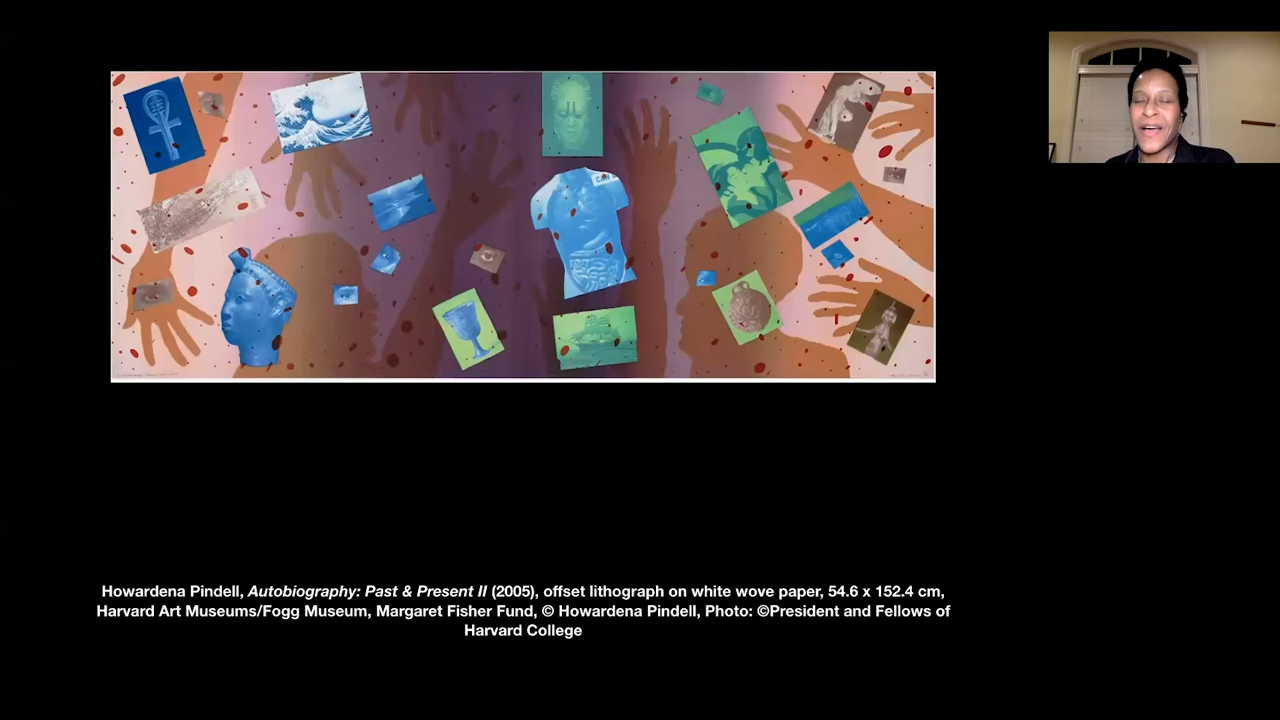 Howardena Pindell, Autobiography: Past & Present II (2005), offset lithograph on white wove paper, 54.6 x 152.4 cm,
Harvard Art Museums/Fogg Museum, Margaret Fisher Fund, © Howardena Pindell, Photo: ©President and Fellows of
Harvard College